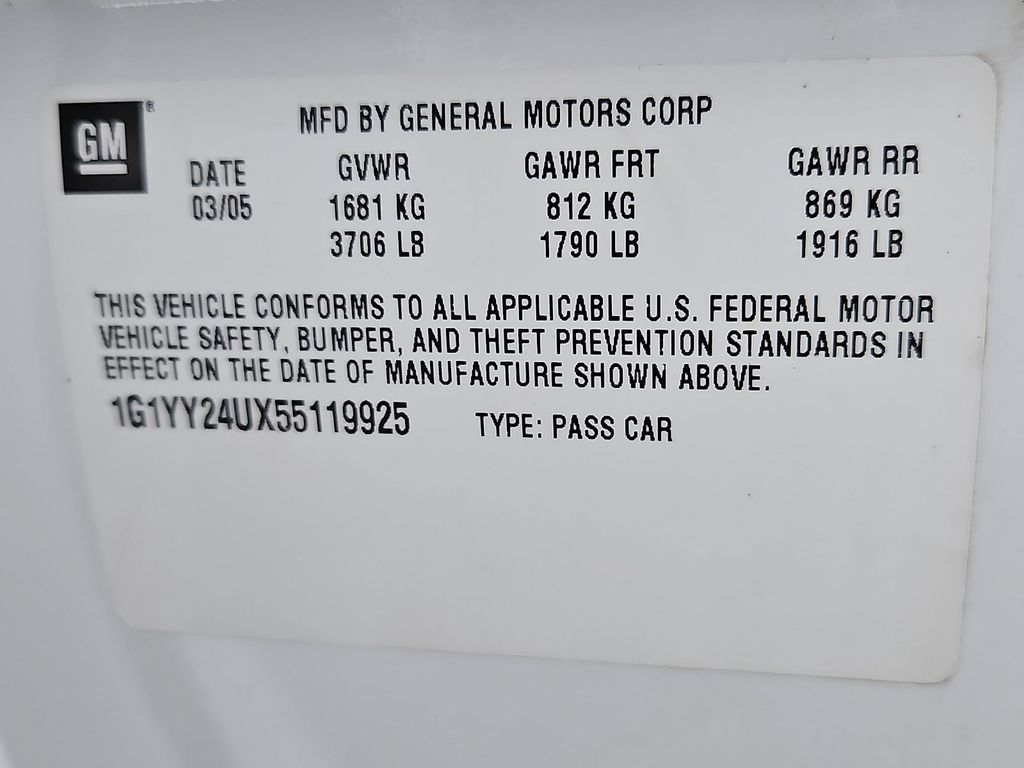 GM ®
MFD BY GENERAL MOTORS CORP
DATE GVWR GAWR FRT GAWR RR
03/05 1681 KG 812 KG 869 KG
3706 LB 1790 LB 1916 LB
THIS VEHICLE CONFORMS TO ALL APPLICABLE U.S. FEDERAL MOTOR
VEHICLE SAFETY, BUMPER, AND THEFT PREVENTION STANDARDS IN
EFFECT ON THE DATE OF MANUFACTURE SHOWN ABOVE.
1G1YY24UX55119925 TYPE: PASS CAR